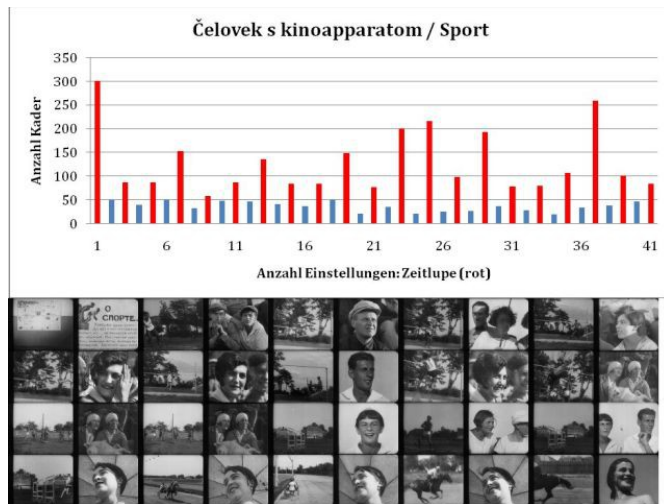 Čelovek s kinoapparatom / Sport
Anzahl Kader
350
300
250
200
150
100
50
0
1 6 11 16 21 26 31 36 41
Anzahl Einstellungen: Zeitlupe (rot)
О
СПОРТЕ